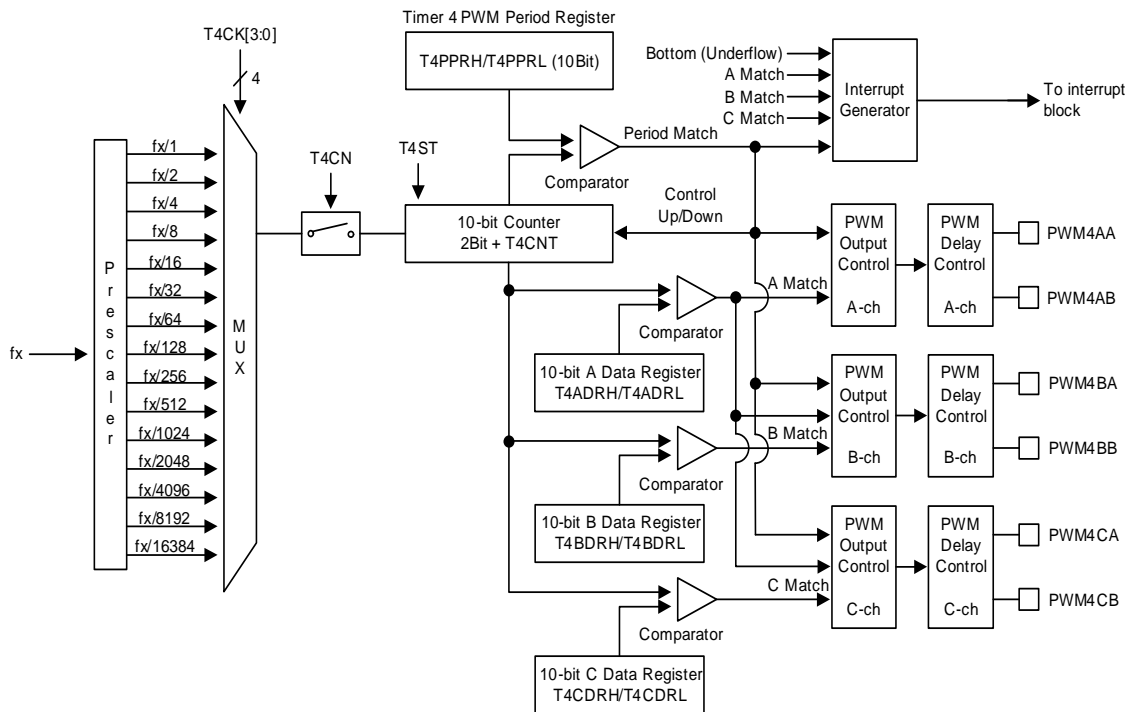 Timer 4 PWM Period Register
T4CK[3:0]
4
T4PPRH/T4PPRL (10Bit)
Bottom (Underflow)
A Match
B Match
C Match
Interrupt
Generator
To interrupt
block
Period Match
Comparator
fx
Prescaler
fx/1
fx/2
fx/4
fx/8
fx/16
fx/32
fx/64
fx/128
fx/256
fx/512
fx/1024
fx/2048
fx/4096
fx/8192
fx/16384
MUX
T4CN
T4ST
10-bit Counter
2Bit + T4CNT
Control
Up/Down
A Match
Comparator
10-bit A Data Register
T4ADRH/T4ADRL
PWM
Output
Control
A-ch
PWM
Delay
Control
A-ch
PWM4AA
PWM4AB
B Match
Comparator
10-bit B Data Register
T4BDRH/T4BDRL
PWM
Output
Control
B-ch
PWM
Delay
Control
B-ch
PWM4BA
PWM4BB
C Match
Comparator
10-bit C Data Register
T4CDRH/T4CDRL
PWM
Output
Control
C-ch
PWM
Delay
Control
C-ch
PWM4CA
PWM4CB